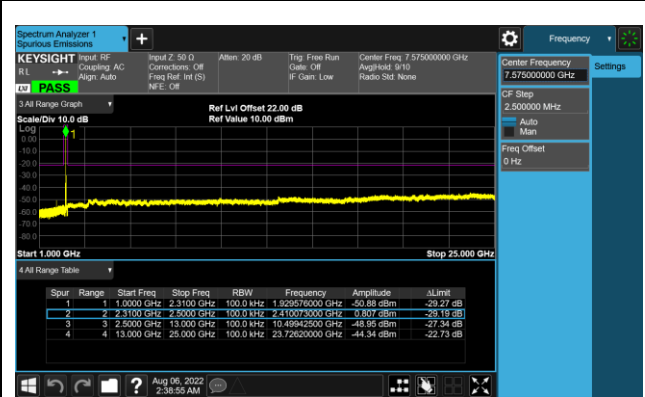 Spectrum Analyzer 1
Spurious Emissions
Frequency
KEYSIGHT
Input: RF
Input Z: 50 Ω
Atten: 20 dB
Trig: Free Run
Center Freq: 7.575000000 GHz
RL
Coupling: AC
Corrections: Off
Gate: Off
Avg|Hold: 9/10
Align: Auto
Freq Ref: Int (S)
IF Gain: Low
Radio Std: None
LXI
PASS
NFE: Off
Center Frequency
7.575000000 GHz
Settings
CF Step
2.500000 MHz
Auto
Man
Freq Offset
0 Hz
3 All Range Graph
Ref Lvl Offset 22.00 dB
Scale/Div 10.0 dB
Ref Value 10.00 dBm
Log
1
0.00
-10.0
-20.0
-30.0
-40.0
-50.0
-60.0
-70.0
-80.0
Start 1.000 GHz
Stop 25.000 GHz
4 All Range Table
Spur Range Start Freq Stop Freq RBW Frequency Amplitude ΔLimit
1 1 1.0000 GHz 2.3100 GHz 100.0 kHz 1.929576000 GHz -50.88 dBm -29.27 dB
2 2 2.3100 GHz 2.5000 GHz 100.0 kHz 2.410073000 GHz 0.807 dBm -29.19 dB
3 3 2.5000 GHz 13.000 GHz 100.0 kHz 10.49942500 GHz -48.95 dBm -27.34 dB
4 4 13.000 GHz 25.000 GHz 100.0 kHz 23.72620000 GHz -44.34 dBm -22.73 dB
Aug 06, 2022
2:38:55 AM